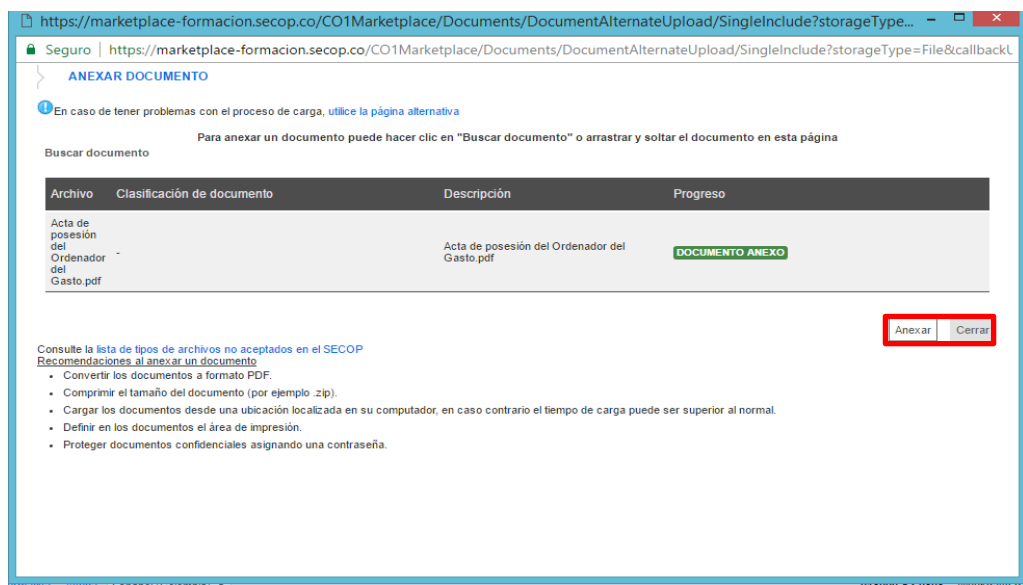 https://marketplace-formacion.secop.co/CO1Marketplace/Documents/DocumentAlternateUpload/SingleInclude?storageType...
Seguro | https://marketplace-formacion.secop.co/CO1Marketplace/Documents/DocumentAlternateUpload/SingleInclude?storageType=File&callbackU
ANEXAR DOCUMENTO
En caso de tener problemas con el proceso de carga, utilice la página alternativa
Para anexar un documento puede hacer clic en "Buscar documento" o arrastrar y soltar el documento en esta página
Buscar documento
Archivo Clasificación de documento Descripción Progreso
Acta de
posesión
del
Ordenador
del
Gasto.pdf
-
Acta de posesión del Ordenador del
Gasto.pdf
DOCUMENTO ANEXO
Anexar Cerrar
Consulte la lista de tipos de archivos no aceptados en el SECOP
Recomendaciones al anexar un documento
• Convertir los documentos a formato PDF.
• Comprimir el tamaño del documento (por ejemplo .zip).
• Cargar los documentos desde una ubicación localizada en su computador, en caso contrario el tiempo de carga puede ser superior al normal.
• Definir en los documentos el área de impresión.
• Proteger documentos confidenciales asignando una contraseña.